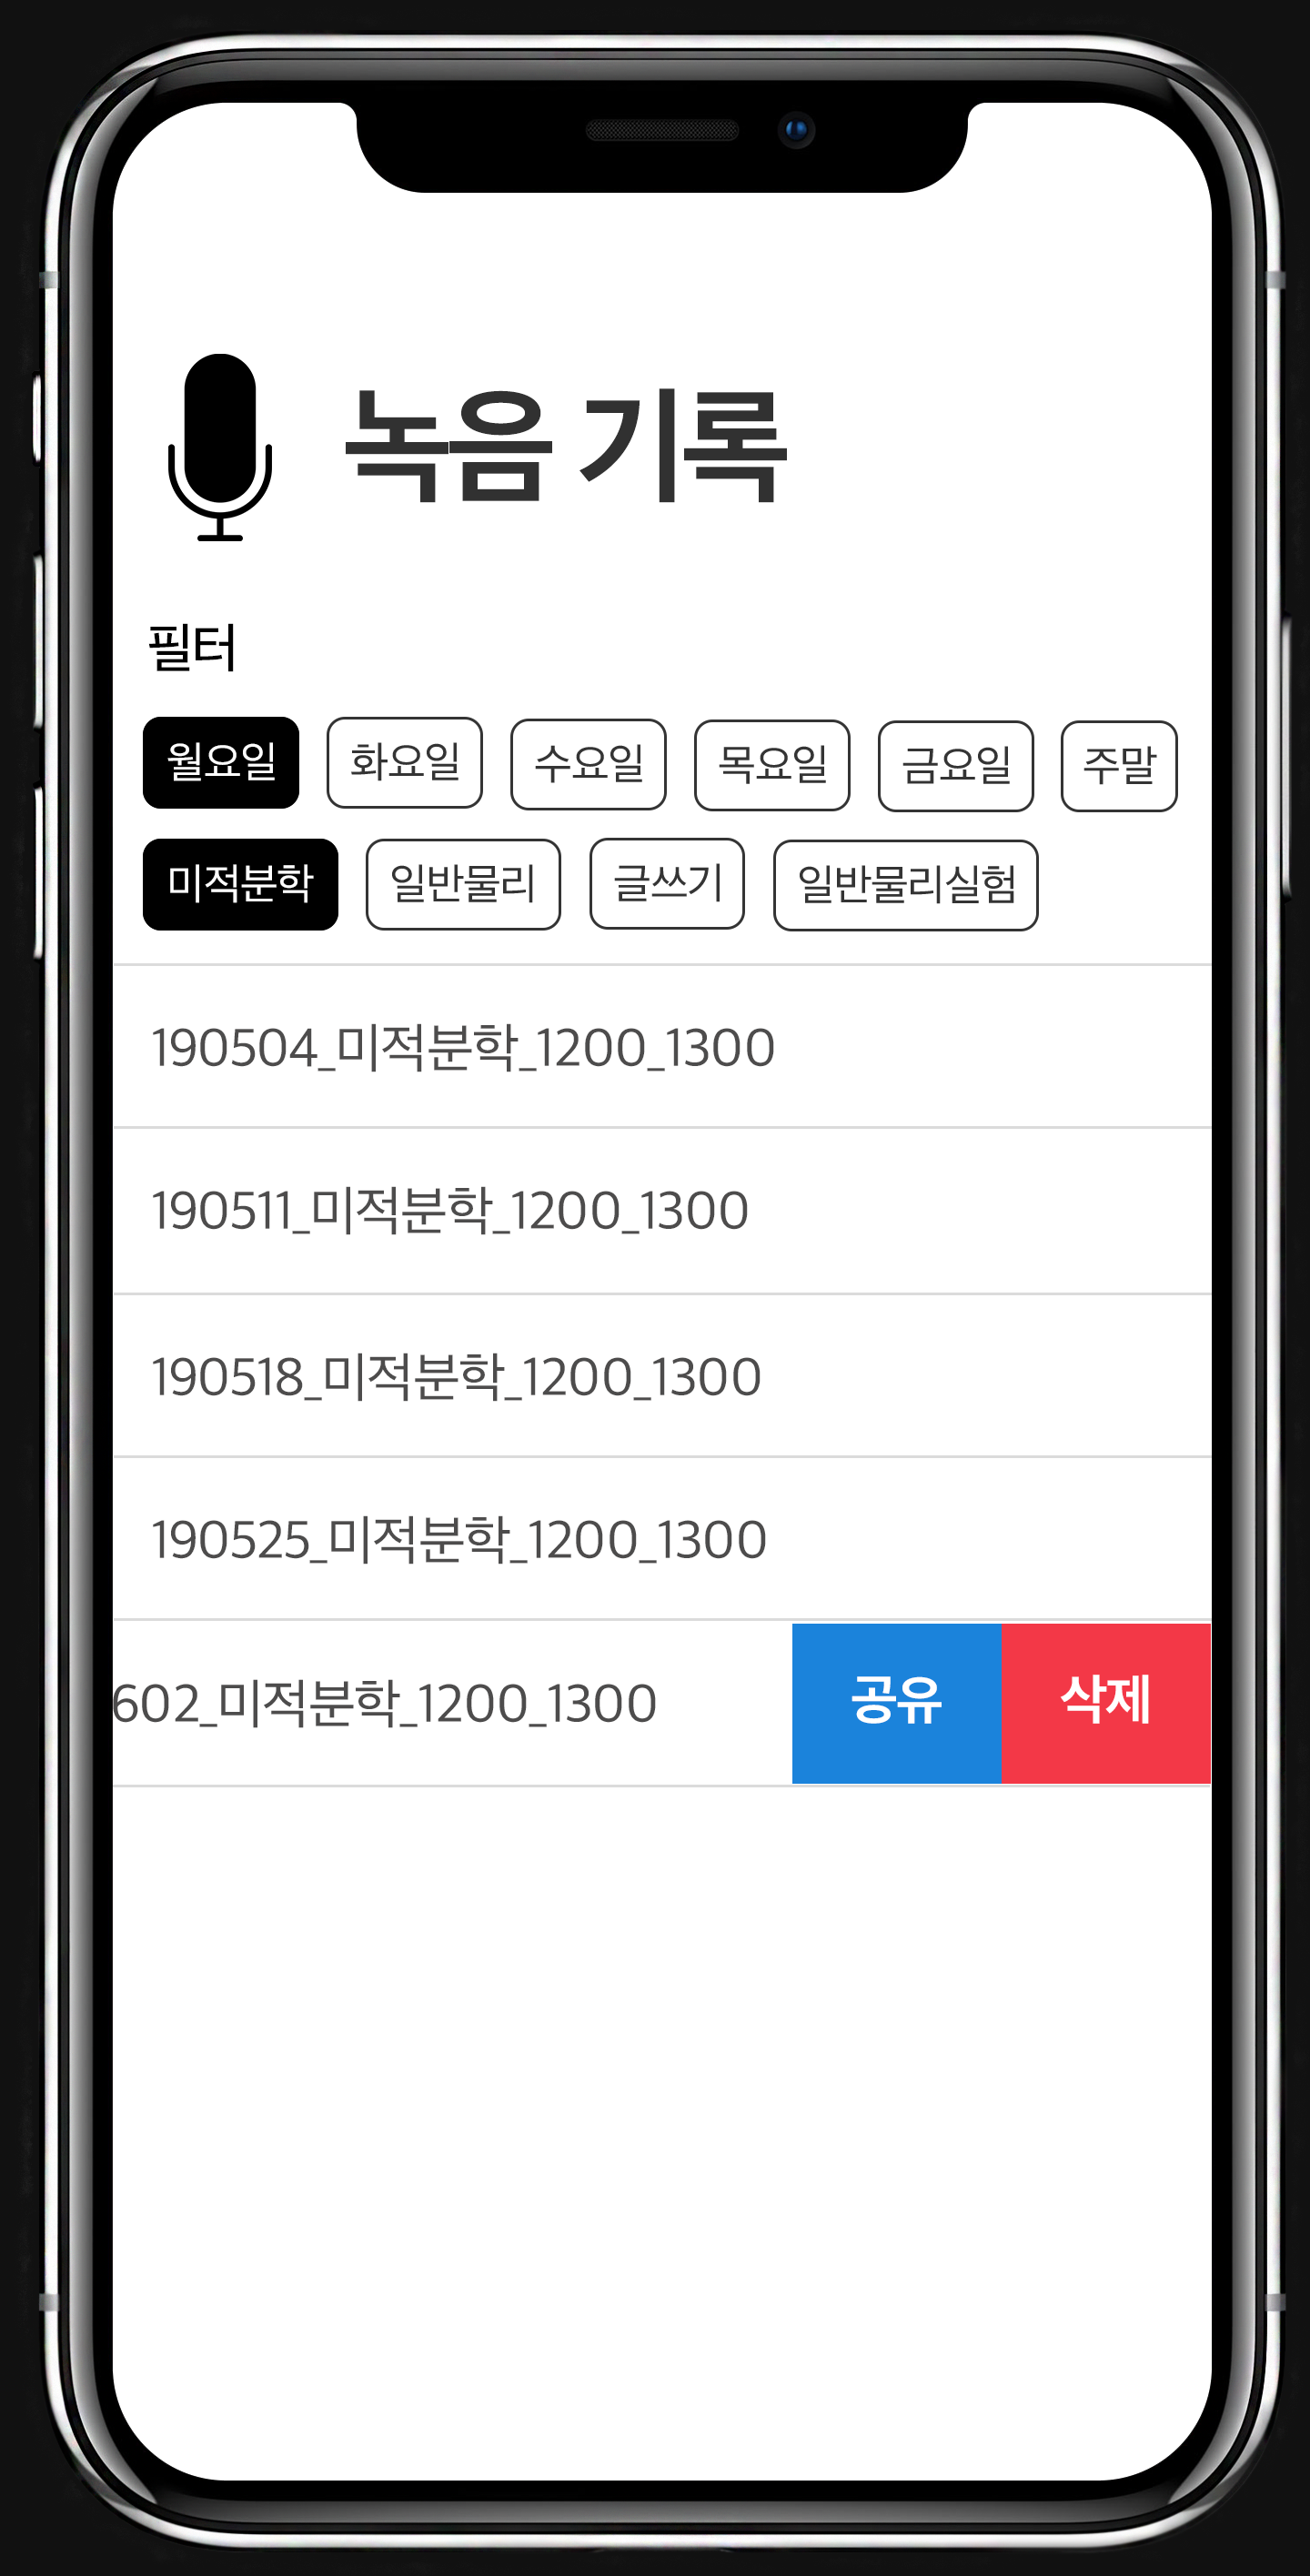 녹음 기록
필터
월요일 화요일 수요일 목요일 금요일 주말
미적분학 일반물리 글쓰기 일반물리실험
190504_미적분학_1200_1300
190511_미적분학_1200_1300
190518_미적분학_1200_1300
190525_미적분학_1200_1300
602_미적분학_1200_1300 공유 삭제